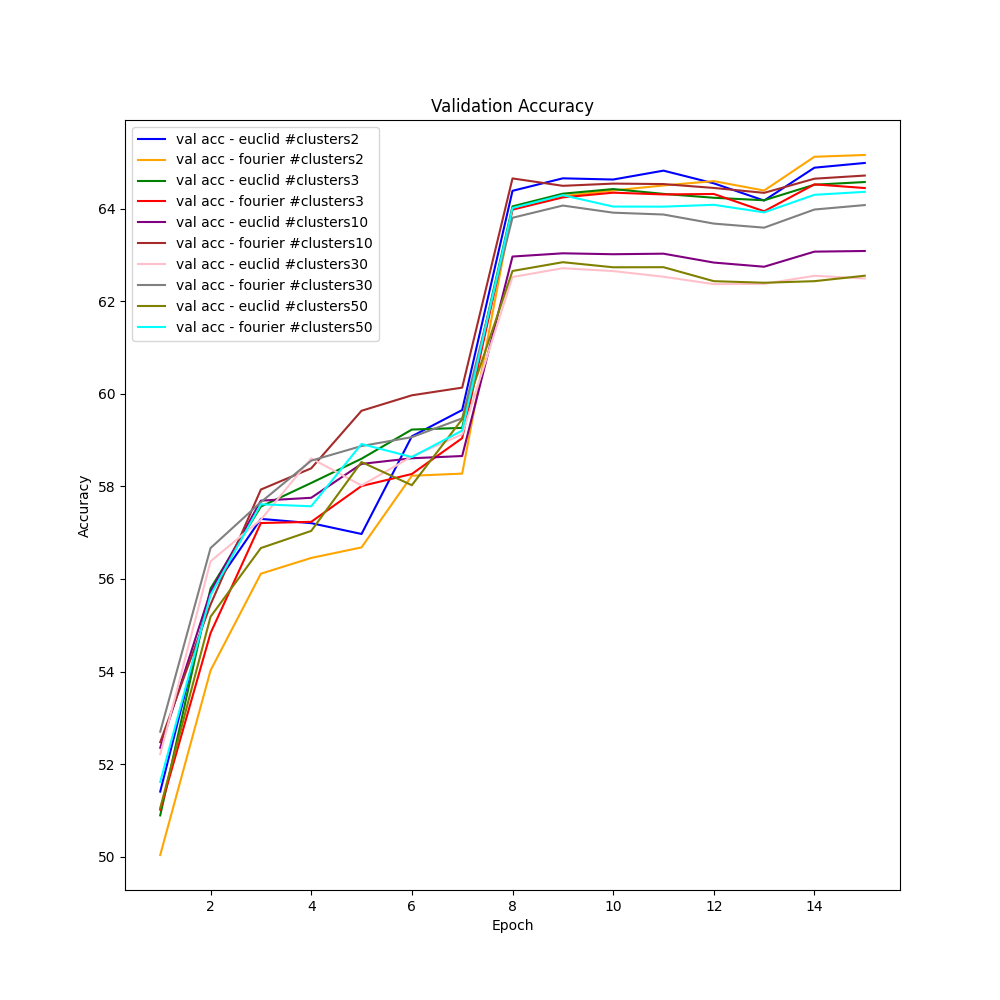 Validation Accuracy
val acc - euclid #clusters2
val acc - fourier #clusters2
val acc - euclid #clusters3
val acc - fourier #clusters3
val acc - euclid #clusters10
val acc - fourier #clusters10
val acc - euclid #clusters30
val acc - fourier #clusters30
val acc - euclid #clusters50
val acc - fourier #clusters50
64
62
60
58
56
54
52
50
Accuracy
2 4 6 8 10 12 14
Epoch